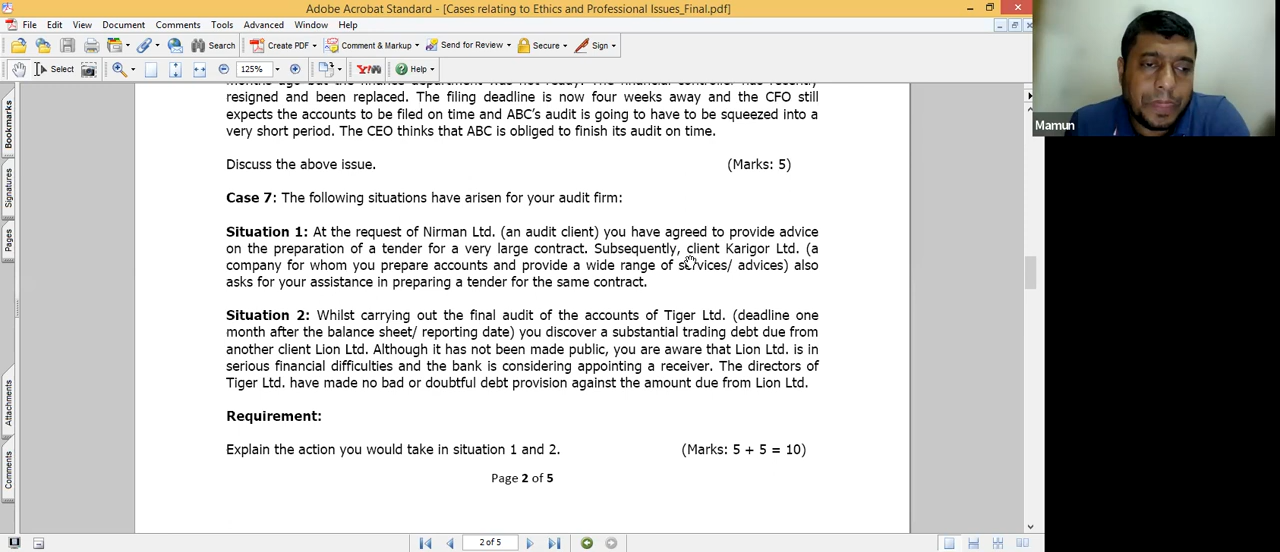 Adobe Acrobat Standard - [Cases relating to Ethics and Professional Issues_Final.pdf]
File Edit View Document Comments Tools Advanced Window Help
Search Create PDF Comment & Markup Send for Review Secure Sign
Select 125% Y! Help
resigned and been replaced. The filing deadline is now four weeks away and the CFO still
expects the accounts to be filed on time and ABC's audit is going to have to be squeezed into a
very short period. The CEO thinks that ABC is obliged to finish its audit on time.
Discuss the above issue. (Marks: 5)
Case 7: The following situations have arisen for your audit firm:
Situation 1: At the request of Nirman Ltd. (an audit client) you have agreed to provide advice
on the preparation of a tender for a very large contract. Subsequently, client Karigor Ltd. (a
company for whom you prepare accounts and provide a wide range of services/ advices) also
asks for your assistance in preparing a tender for the same contract.
Situation 2: Whilst carrying out the final audit of the accounts of Tiger Ltd. (deadline one
month after the balance sheet/ reporting date) you discover a substantial trading debt due from
another client Lion Ltd. Although it has not been made public, you are aware that Lion Ltd. is in
serious financial difficulties and the bank is considering appointing a receiver. The directors of
Tiger Ltd. have made no bad or doubtful debt provision against the amount due from Lion Ltd.
Requirement:
Explain the action you would take in situation 1 and 2. (Marks: 5 + 5 = 10)
Page 2 of 5
2 of 5
Bookmarks
Signatures
Pages
Attachments
Comments
Mamun